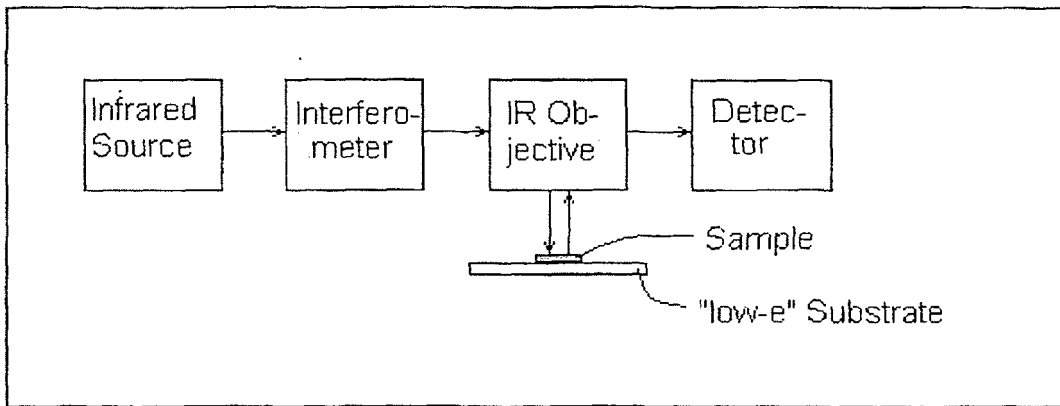 Infrared
Source
Interfero-
meter
IR Ob-
jective
Detec-
tor
Sample
"low-e" Substrate